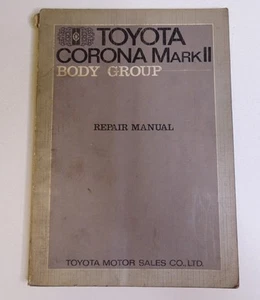 TOYOTA
CORONA MARK II
BODY GROUP
REPAIR MANUAL
TOYOTA MOTOR SALES CO., LTD.